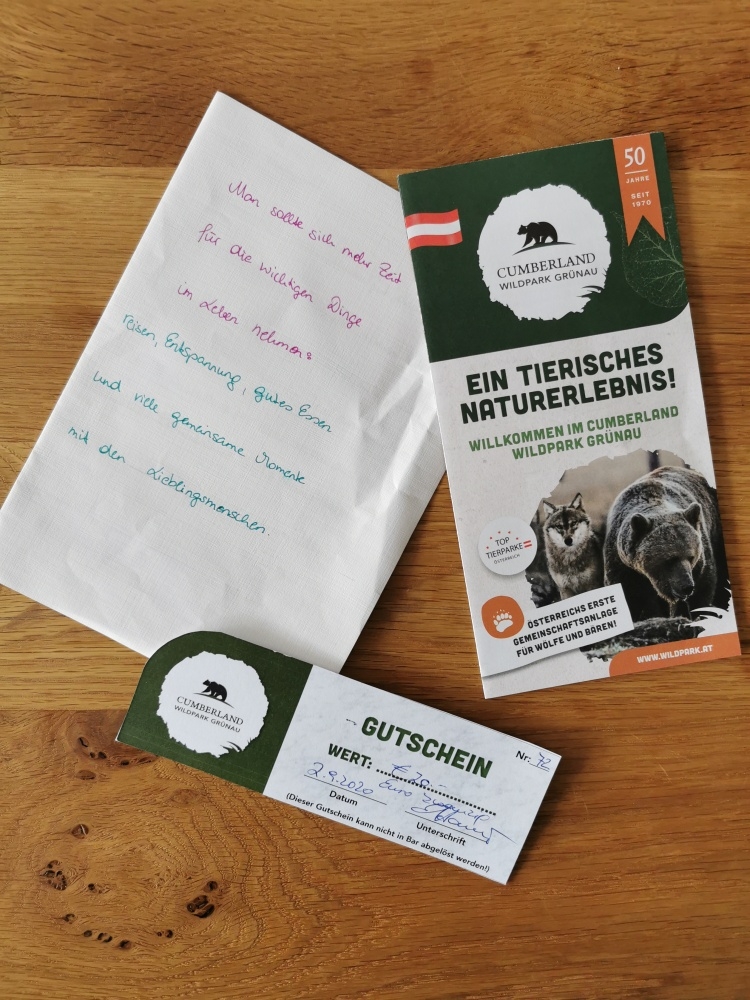 Man sollte sich mehr Zeit
für die wichtigen Dinge
im Leben nehmen:
reisen, Entspannung, gutes Essen
und viele gemeinsame Momente
mit den Lieblingsmenschen.
50
JAHRE
SEIT
1970
CUMBERLAND
WILDPARK GRÜNAU
EIN TIERISCHES
NATURERLEBNIS!
WILLKOMMEN IM CUMBERLAND
WILDPARK GRÜNAU
TOP
TIERPARKE
ÖSTERREICH
ÖSTERREICHS ERSTE
GEMEINSCHAFTSANLAGE
FÜR WÖLFE UND BÄREN!
WWW.WILDPARK.AT
CUMBERLAND
WILDPARK GRÜNAU
GUTSCHEIN
Nr: 72
WERT:
Euro
2.9.2020
Datum
Unterschrift
(Dieser Gutschein kann nicht in Bar abgelöst werden!)